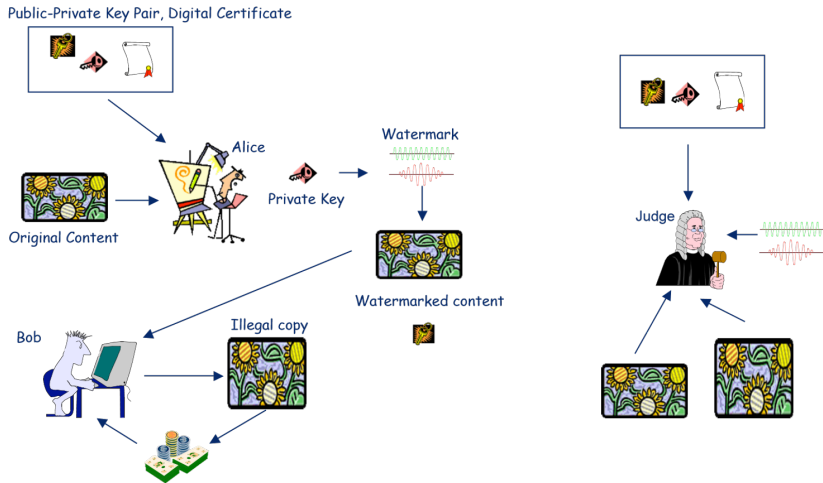 Public-Private Key Pair, Digital Certificate
Alice
Watermark
Private Key
Original Content
Judge
Watermarked content
Illegal copy
Bob